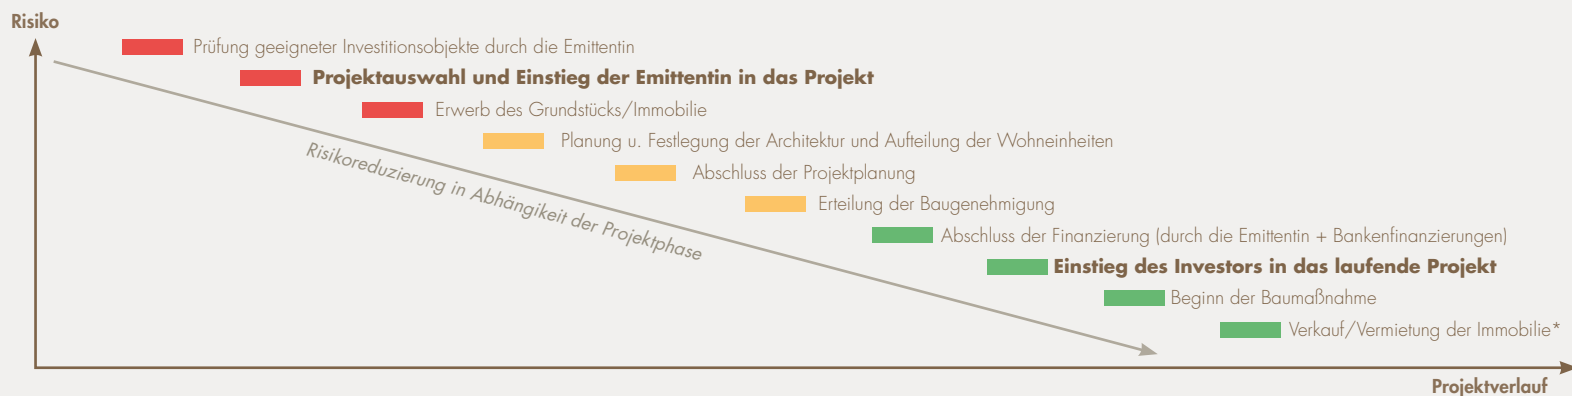 Risiko
Prüfung geeigneter Investitionsobjekte durch die Emittentin
Projektauswahl und Einstieg der Emittentin in das Projekt
Erwerb des Grundstücks/Immobilie
Planung u. Festlegung der Architektur und Aufteilung der Wohneinheiten
Risikoreduzierung in Abhängikeit der Projektphase
Abschluss der Projektplanung
Erteilung der Baugenehmigung
Abschluss der Finanzierung (durch die Emittentin + Bankenfinanzierungen)
Einstieg des Investors in das laufende Projekt
Beginn der Baumaßnahme
Verkauf/Vermietung der Immobilie*
Projektverlauf